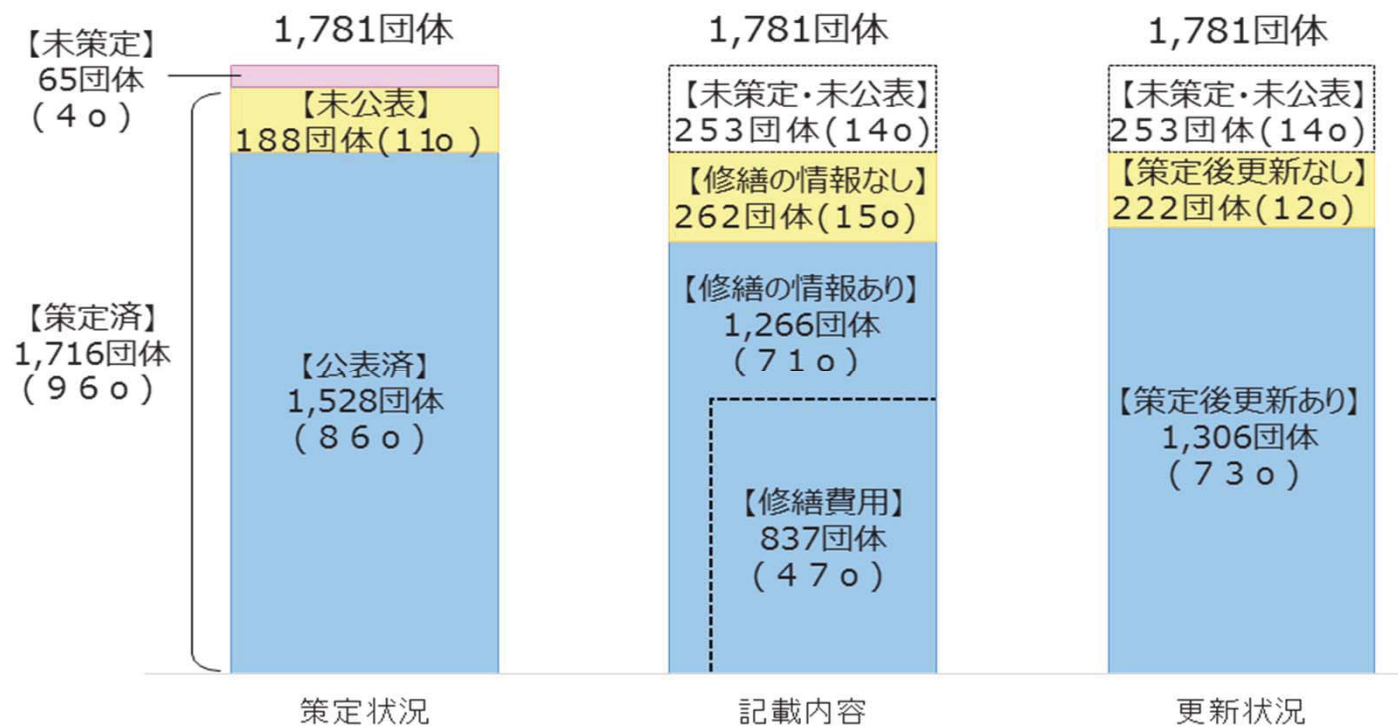 1,781団体
【未策定】
65団体
(4o)
【未公表】
188団体(11o)
【策定済】
1,716団体
(96o)
【公表済】
1,528団体
(86o)
策定状況
1,781団体
【未策定・未公表】
253団体(14o)
【修繕の情報なし】
262団体(15o)
【修繕の情報あり】
1,266団体
(71o)
【修繕費用】
837団体
(47o)
記載内容
1,781団体
【未策定・未公表】
253団体(14o)
【策定後更新なし】
222団体(12o)
【策定後更新あり】
1,306団体
(73o)
更新状況